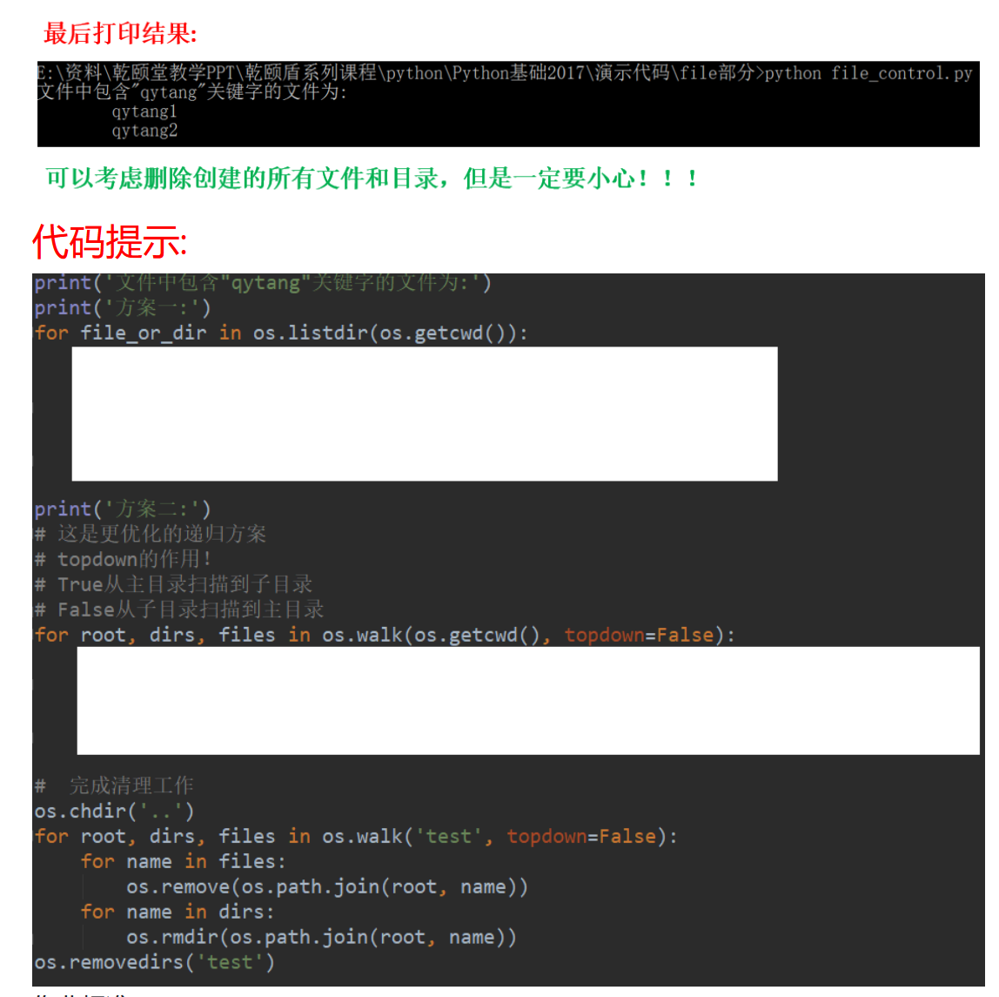 最后打印结果:
E:\资料\乾颐堂教学PPT\乾颐盾系列课程\python\Python基础2017\演示代码\file部分>python file_control.py
文件中包含"qytang"关键字的文件为:
qytang1
qytang2
可以考虑删除创建的所有文件和目录，但是一定要小心！！！
代码提示:
print('文件中包含"qytang"关键字的文件为:')
print('方案一:')
for file_or_dir in os.listdir(os.getcwd()):
print('方案二:')
# 这是更优化的递归方案
# topdown的作用!
# True从主目录扫描到子目录
# False从子目录扫描到主目录
for root, dirs, files in os.walk(os.getcwd(), topdown=False):
#  完成清理工作
os.chdir('..')
for root, dirs, files in os.walk('test', topdown=False):
    for name in files:
        os.remove(os.path.join(root, name))
    for name in dirs:
        os.rmdir(os.path.join(root, name))
os.removedirs('test')